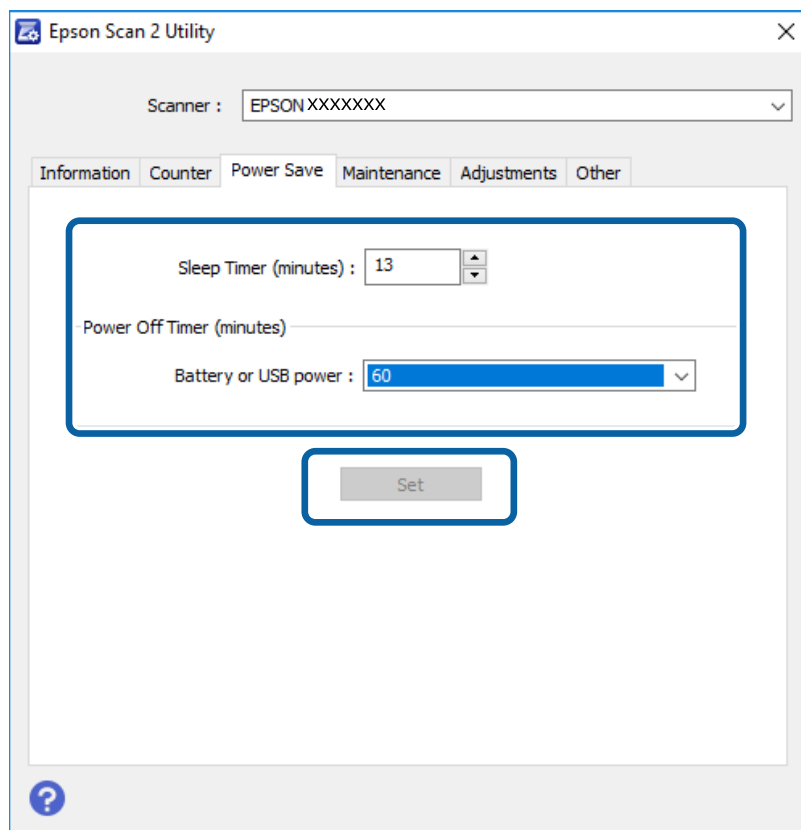 Epson Scan 2 Utility
Scanner : EPSON XXXXXXX
Information Counter Power Save Maintenance Adjustments Other
Sleep Timer (minutes) : 13
Power Off Timer (minutes)
Battery or USB power : 60
Set
?